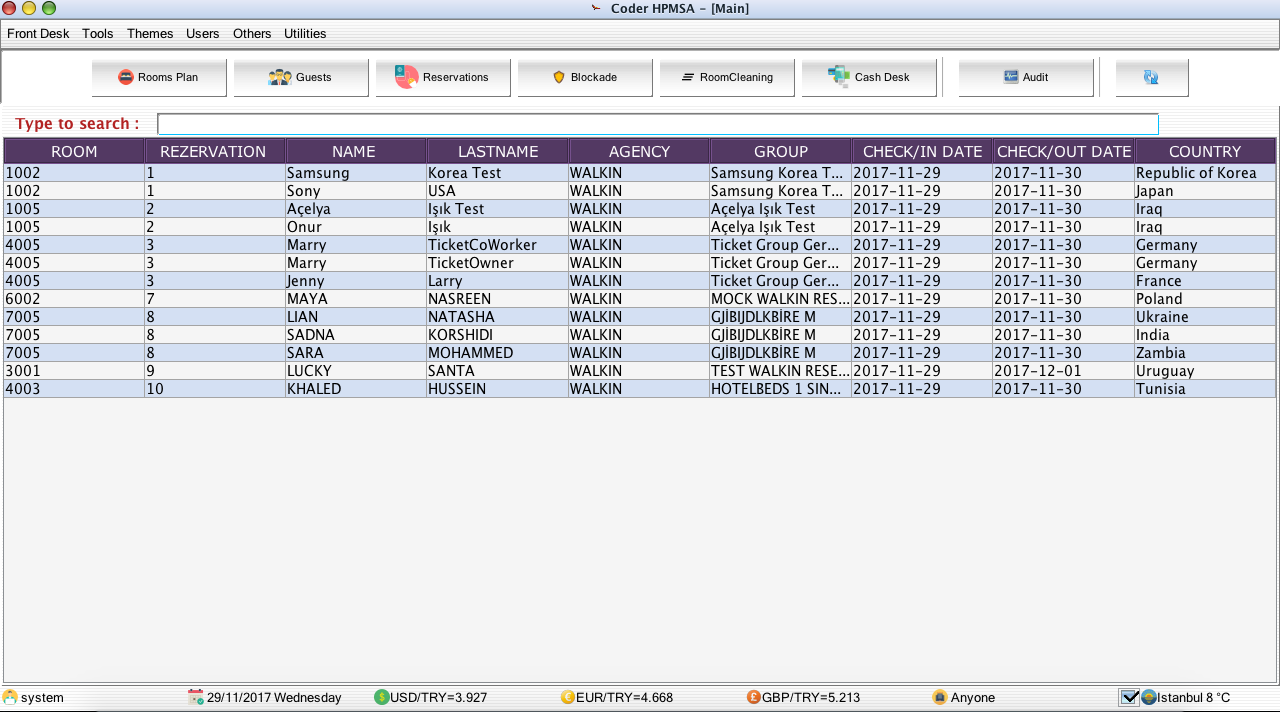 Coder HPMSA - [Main]
Front Desk Tools Themes Users Others Utilities
Rooms Plan Guests Reservations Blockade RoomCleaning Cash Desk Audit
Type to search :
ROOM REZERVATION NAME LASTNAME AGENCY GROUP CHECK/IN DATE CHECK/OUT DATE COUNTRY
1002 1 Samsung Korea Test WALKIN Samsung Korea T... 2017-11-29 2017-11-30 Republic of Korea
1002 1 Sony USA WALKIN Samsung Korea T... 2017-11-29 2017-11-30 Japan
1005 2 Açelya Işık Test WALKIN Açelya Işık Test 2017-11-29 2017-11-30 Iraq
1005 2 Onur Işık WALKIN Açelya Işık Test 2017-11-29 2017-11-30 Iraq
4005 3 Marry TicketCoWorker WALKIN Ticket Group Ger... 2017-11-29 2017-11-30 Germany
4005 3 Marry TicketOwner WALKIN Ticket Group Ger... 2017-11-29 2017-11-30 Germany
4005 3 Jenny Larry WALKIN Ticket Group Ger... 2017-11-29 2017-11-30 France
6002 7 MAYA NASREEN WALKIN MOCK WALKIN RES... 2017-11-29 2017-11-30 Poland
7005 8 LIAN NATASHA WALKIN GJİBIJDLKBİRE M 2017-11-29 2017-11-30 Ukraine
7005 8 SADNA KORSHIDI WALKIN GJİBIJDLKBİRE M 2017-11-29 2017-11-30 India
7005 8 SARA MOHAMMED WALKIN GJİBIJDLKBİRE M 2017-11-29 2017-11-30 Zambia
3001 9 LUCKY SANTA WALKIN TEST WALKIN RESE... 2017-11-29 2017-12-01 Uruguay
4003 10 KHALED HUSSEIN WALKIN HOTELBEDS 1 SIN... 2017-11-29 2017-11-30 Tunisia
system 29/11/2017 Wednesday USD/TRY=3.927 EUR/TRY=4.668 GBP/TRY=5.213 Anyone Istanbul 8 °C